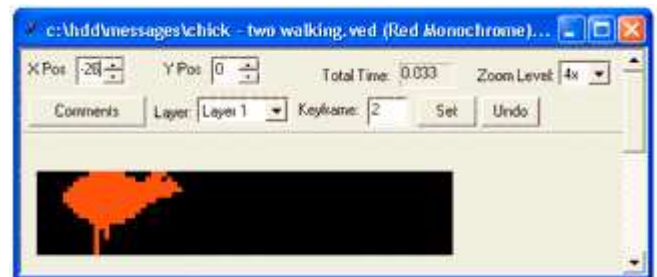 c:\hdd\messages\chick - two walking.ved (Red Monochrome)...
X Pos -26 Y Pos 0 Total Time: 0.033 Zoom Level: 4x
Comments Layer: Layer 1 Keyframe: 2 Set Undo